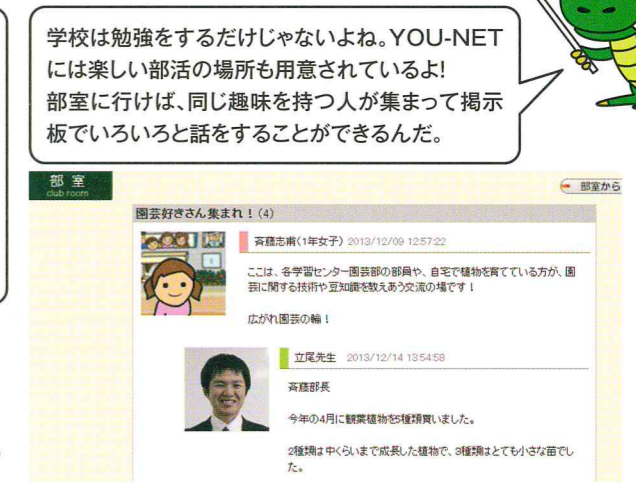 学校は勉強をするだけじゃないよね。YOU-NET
には楽しい部活の場所も用意されているよ!
部室に行けば、同じ趣味を持つ人が集まって掲示
板でいろいろと話をすることができるんだ。
部室
club room
部室から
園芸好きさん集まれ！(4)
斉藤志甫(1年女子) 2013/12/09 12:57:22
ここは、各学習センター園芸部の部員や、自宅で植物を育てている方が、園
芸に関する技術や豆知識を教えあう交流の場です！
広がれ園芸の輪！
立尾先生 2013/12/14 13:54:58
斉藤部長
今年の4月に観葉植物を5種類買いました。
2種類は中くらいまで成長した植物で、3種類はとても小さな苗でし
た。